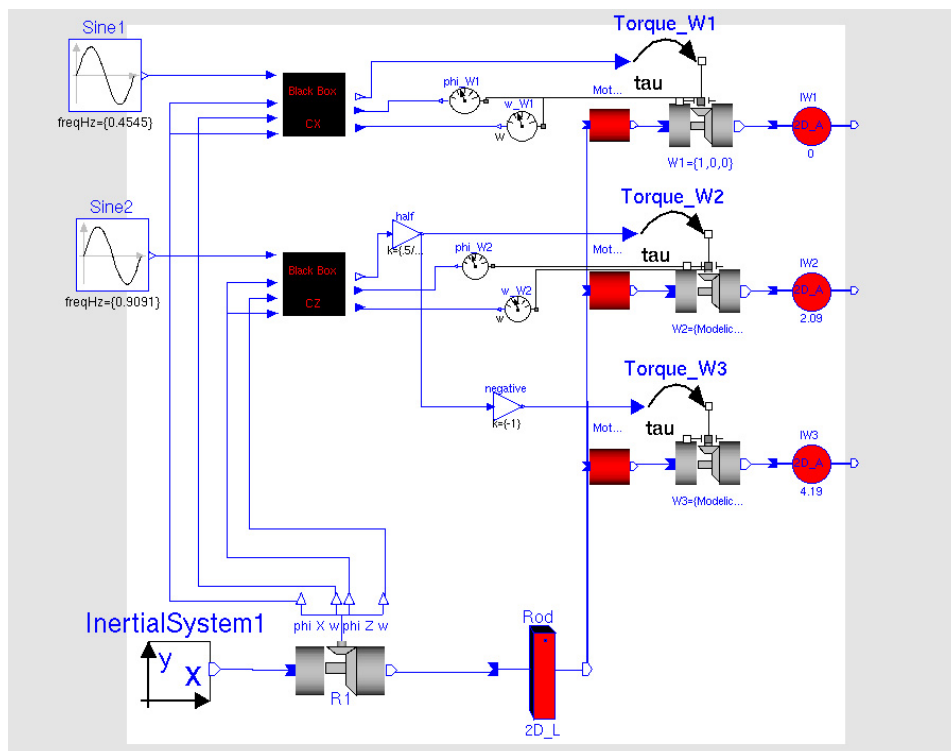 Sine1
freqHz={0.4545}
Black Box
CX
phi_W1
w_W1
w
Torque_W1
tau
Mot...
W1={1,0,0}
IW1
2D_A
0
Sine2
freqHz={0.9091}
Black Box
CZ
half
k={.5/...
phi_W2
w_W2
w
Torque_W2
tau
Mot...
W2={Modelic...
IW2
2D_A
2.09
negative
k={-1}
Torque_W3
tau
Mot...
W3={Modelic...
IW3
2D_A
4.19
phi X w phi Z w
InertialSystem1
y
x
R1
Rod
2D_L